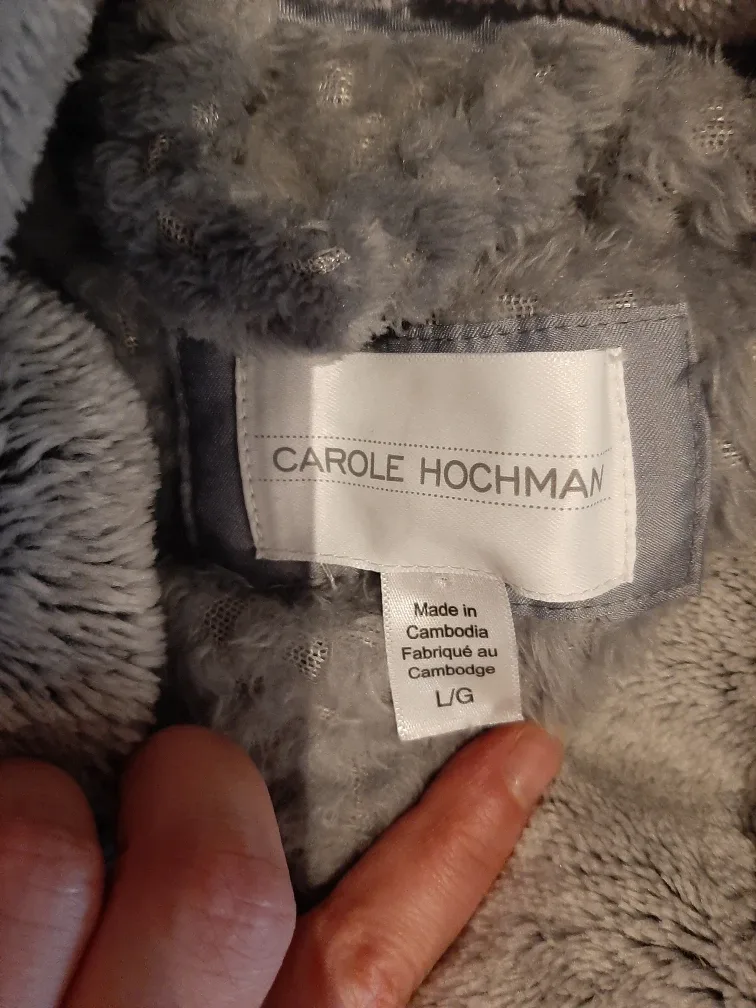 CAROLE HOCHMAN
Made in
Cambodia
Fabriqué au
Cambodge
L/G